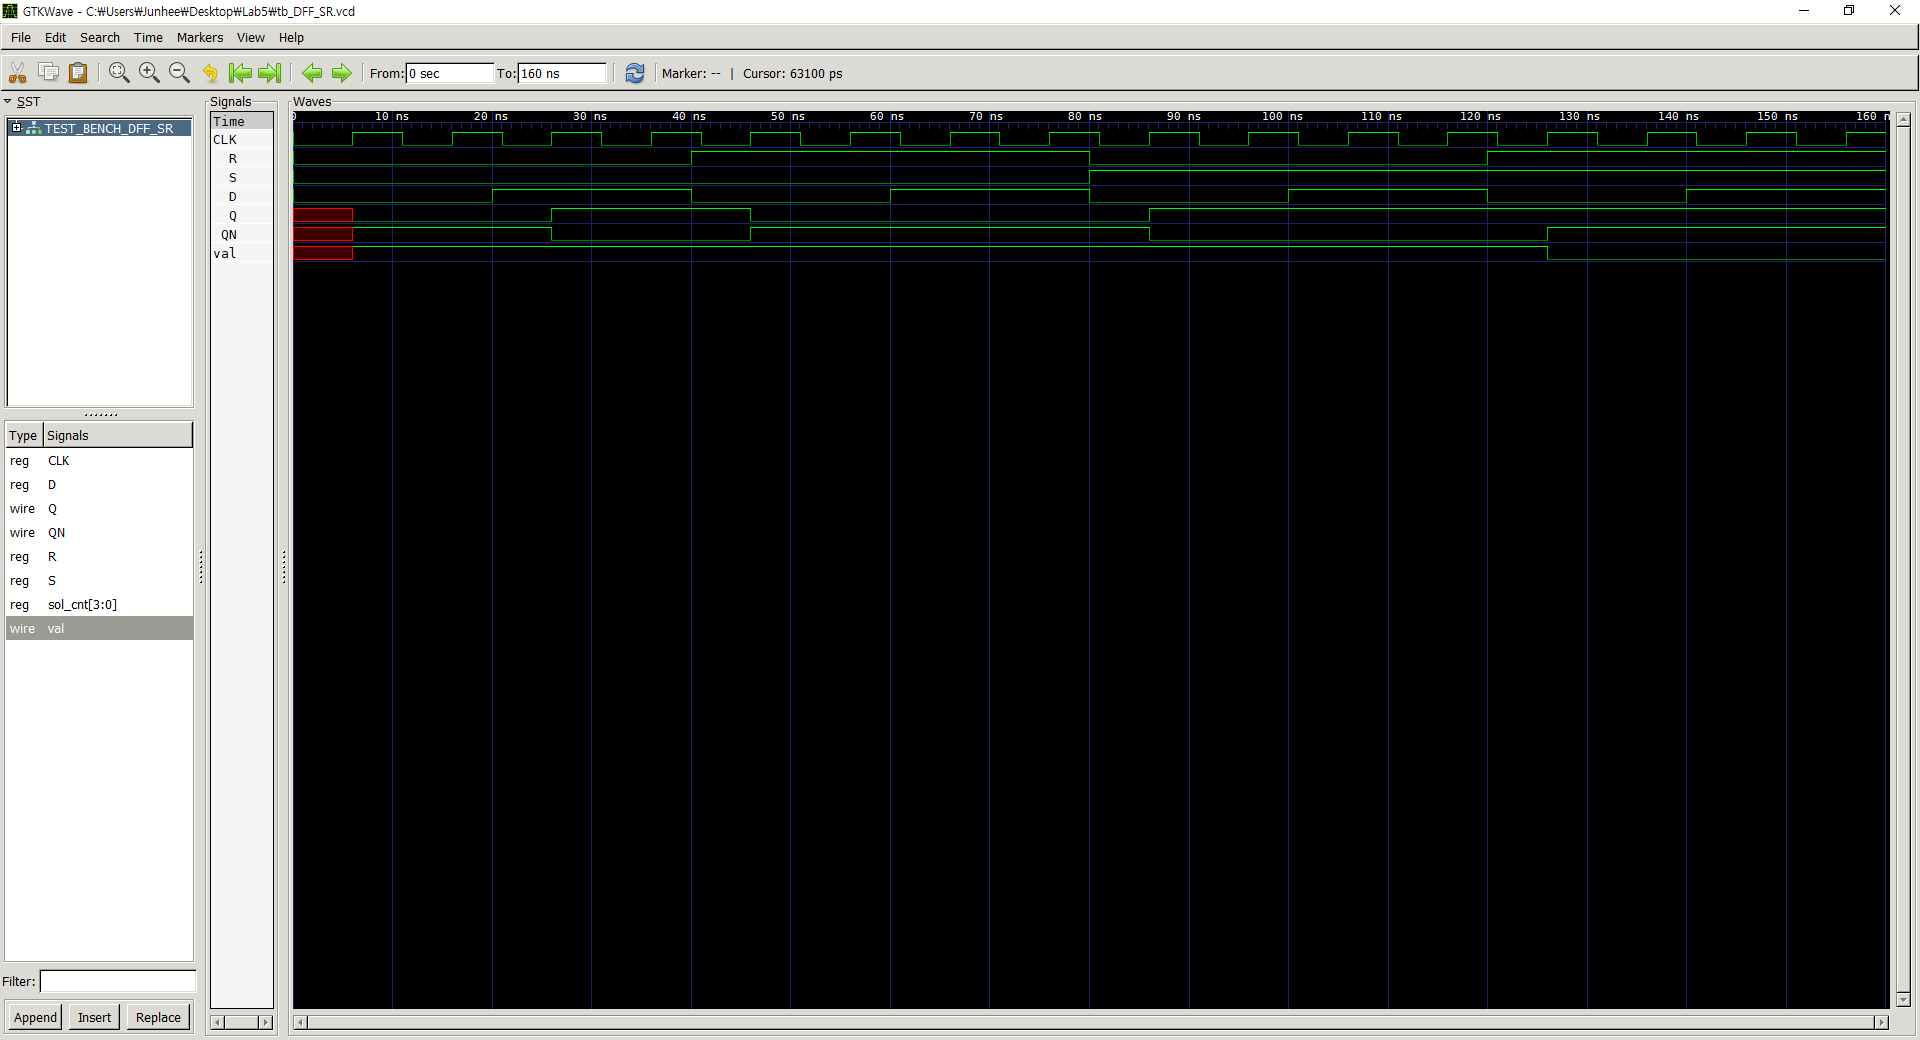 GTKWave - C:₩Users₩Junhee₩Desktop₩Lab5₩tb_DFF_SR.vcd
File Edit Search Time Markers View Help
From: 0 sec To: 160 ns Marker: -- | Cursor: 63100 ps
SST
TEST_BENCH_DFF_SR
Type Signals
reg CLK
reg D
wire Q
wire QN
reg R
reg S
reg sol_cnt[3:0]
wire val
Filter:
Append Insert Replace
Signals
Time
CLK
R
S
D
Q
QN
val
Waves
0 10 ns 20 ns 30 ns 40 ns 50 ns 60 ns 70 ns 80 ns 90 ns 100 ns 110 ns 120 ns 130 ns 140 ns 150 ns 160 n